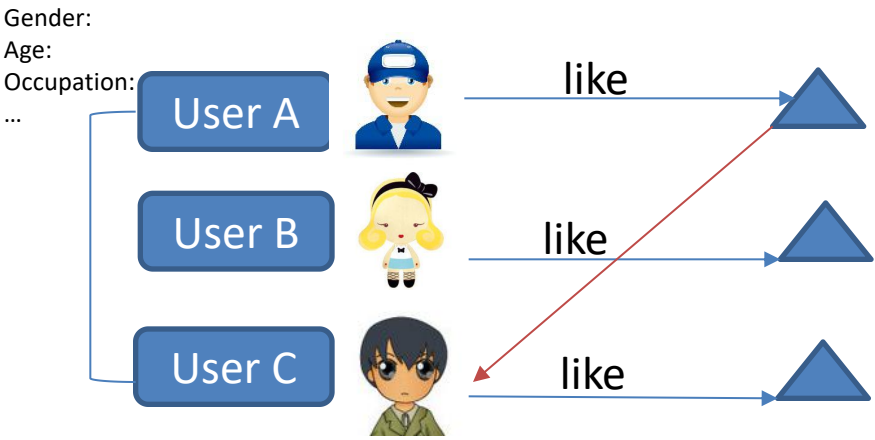 Gender:
Age:
Occupation:
…
User A
like
User B
like
User C
like